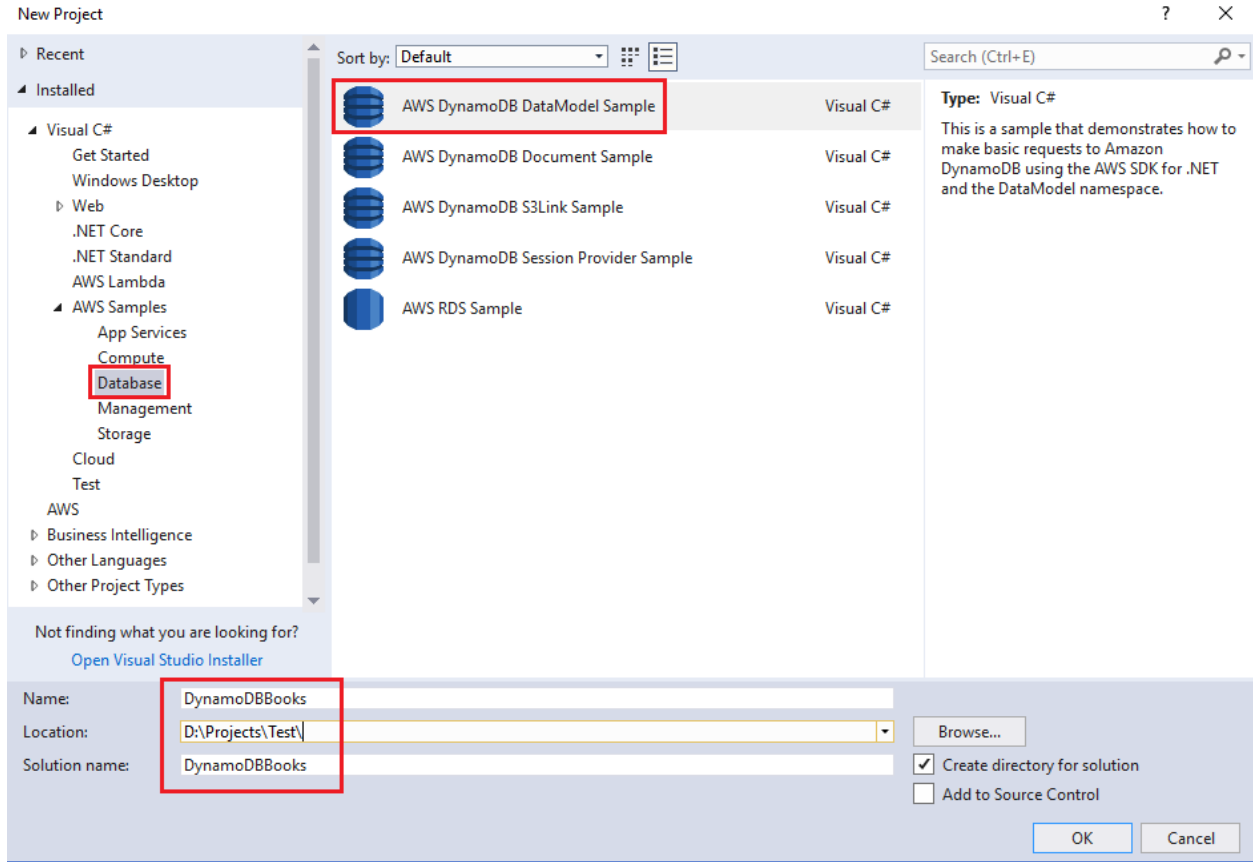 New Project
?
Recent
Installed
Visual C#
Get Started
Windows Desktop
Web
.NET Core
.NET Standard
AWS Lambda
AWS Samples
App Services
Compute
Database
Management
Storage
Cloud
Test
AWS
Business Intelligence
Other Languages
Other Project Types
Not finding what you are looking for?
Open Visual Studio Installer
Sort by: Default
AWS DynamoDB DataModel Sample Visual C#
AWS DynamoDB Document Sample Visual C#
AWS DynamoDB S3Link Sample Visual C#
AWS DynamoDB Session Provider Sample Visual C#
AWS RDS Sample Visual C#
Search (Ctrl+E)
Type: Visual C#
This is a sample that demonstrates how to
make basic requests to Amazon
DynamoDB using the AWS SDK for .NET
and the DataModel namespace.
Name: DynamoDBBooks
Location: D:\Projects\Test\
Browse...
Solution name: DynamoDBBooks
Create directory for solution
Add to Source Control
OK Cancel